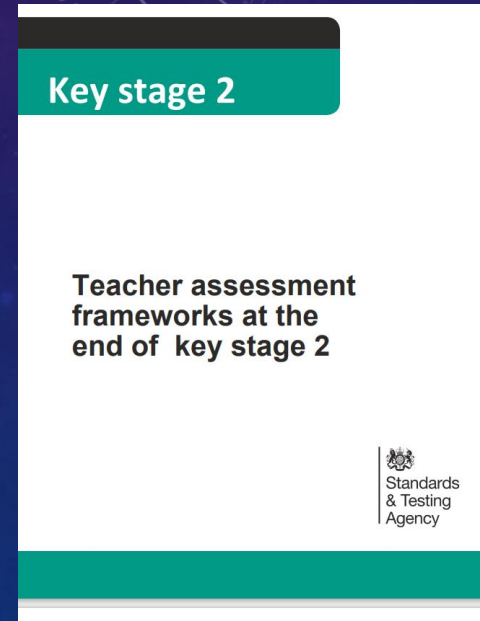 Key stage 2
Teacher assessment
frameworks at the
end of key stage 2
Standards
& Testing
Agency